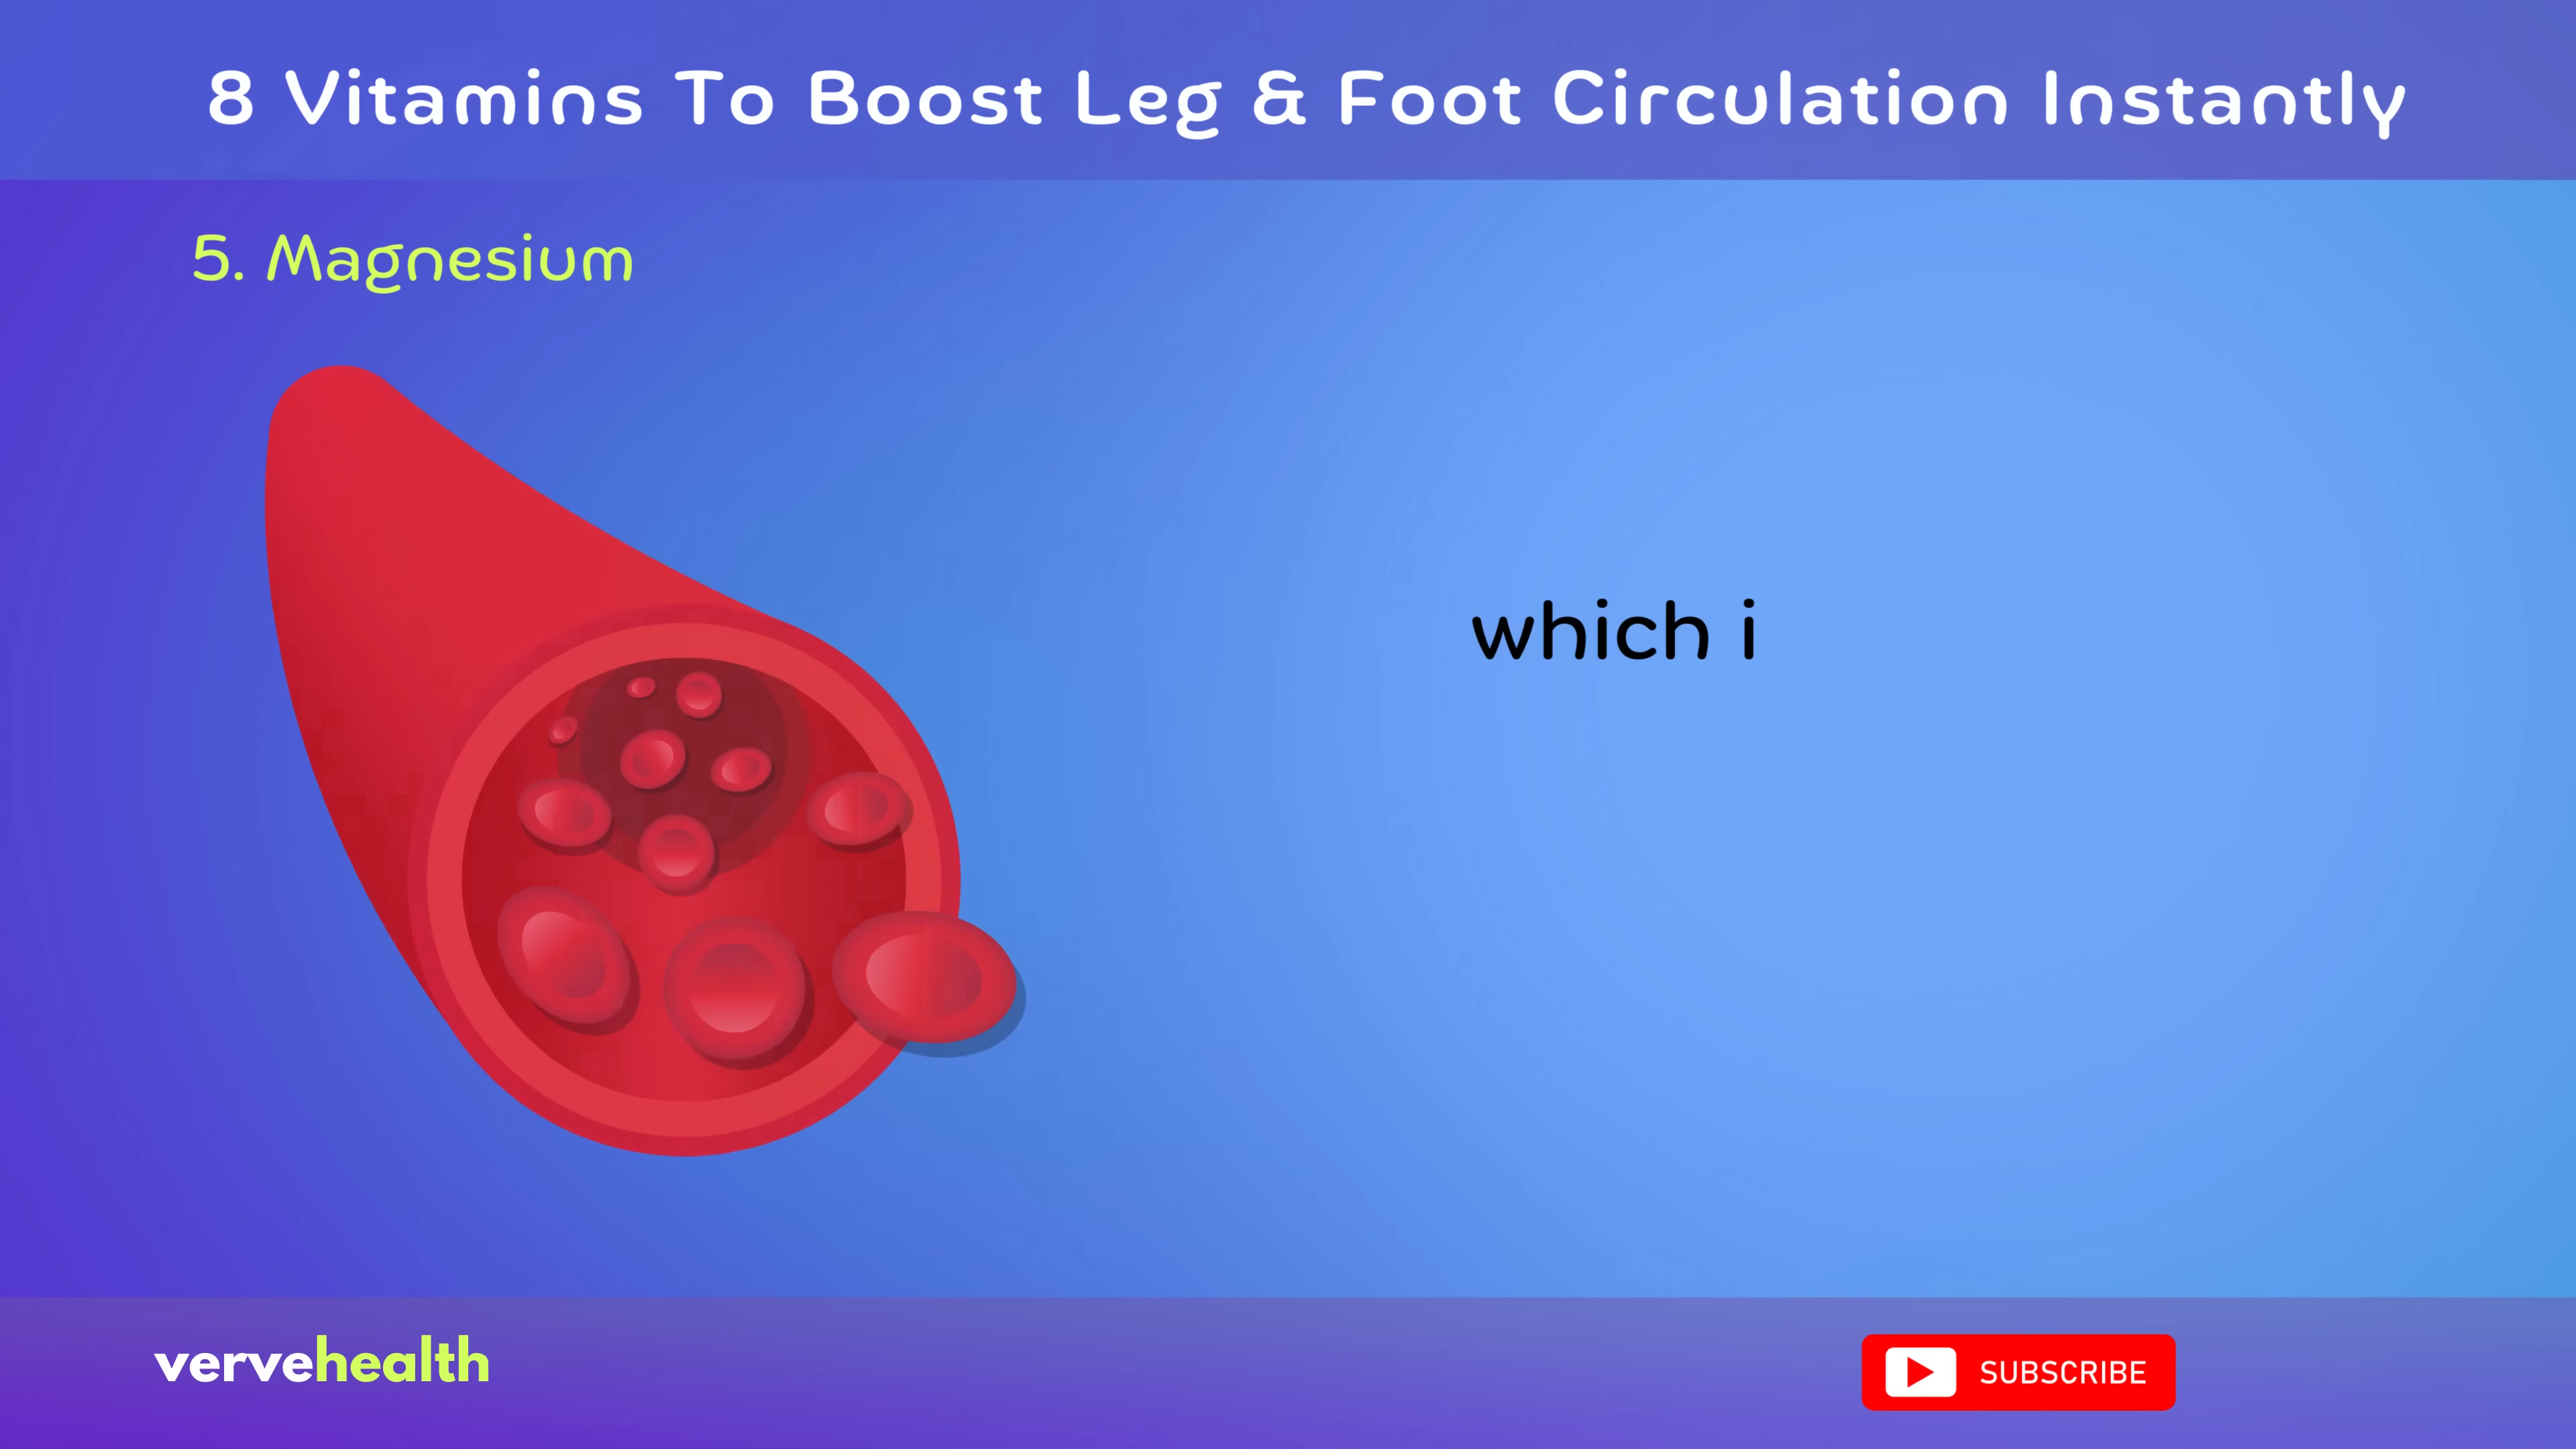 8 Vitamins To Boost Leg & Foot Circulation Instantly
5. Magnesium
which i
vervehealth
SUBSCRIBE